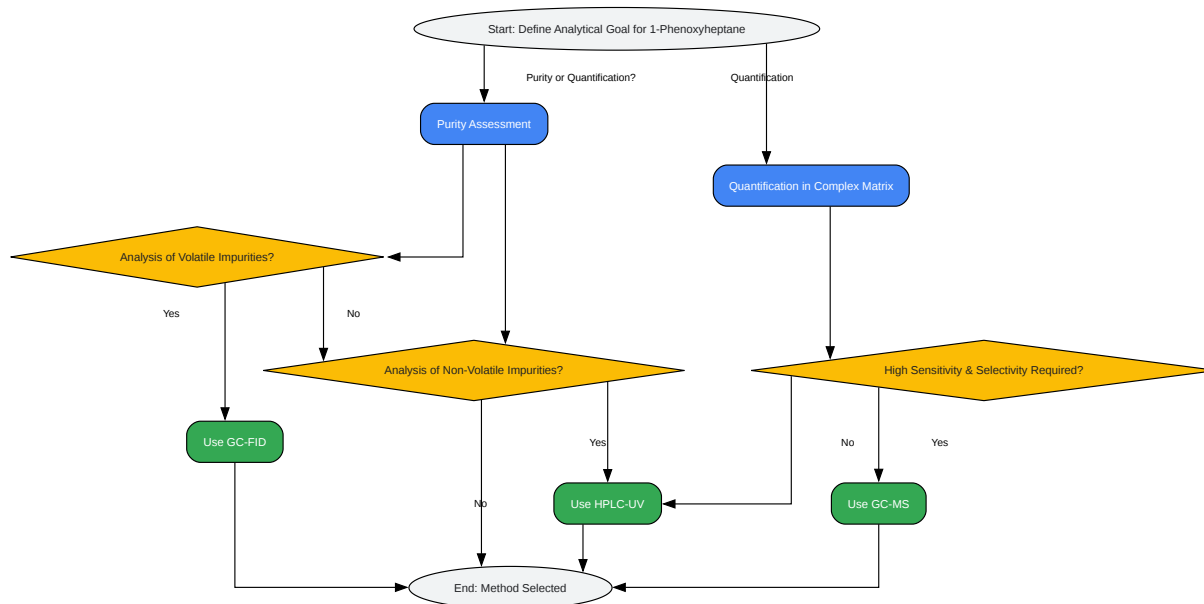 Start: Define Analytical Goal for 1-Phenoxyheptane
Purity or Quantification?
Quantification
Purity Assessment
Quantification in Complex Matrix
Analysis of Volatile Impurities?
Yes
No
Analysis of Non-Volatile Impurities?
High Sensitivity & Selectivity Required?
Use GC-FID
Yes
No
Yes
No
Use HPLC-UV
Use GC-MS
End: Method Selected